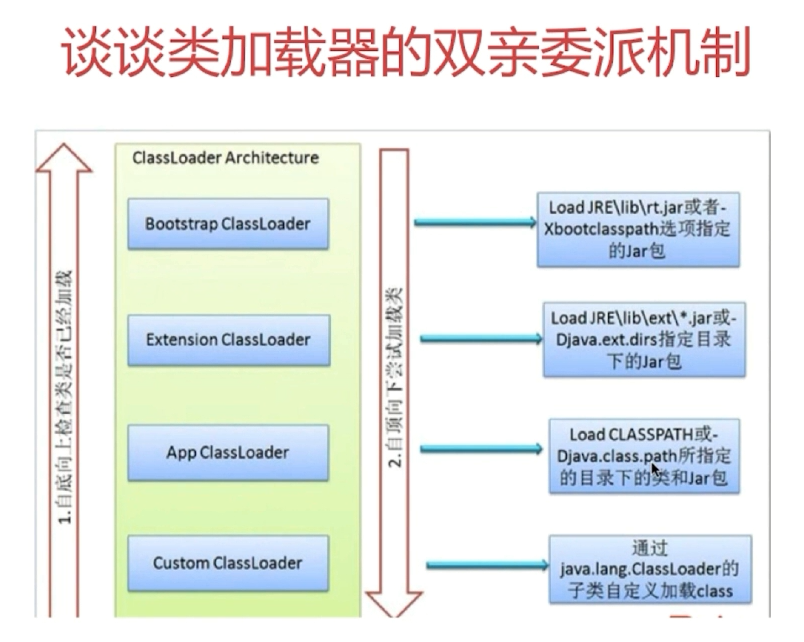 谈谈类加载器的双亲委派机制
ClassLoader Architecture
Bootstrap ClassLoader
Extension ClassLoader
App ClassLoader
Custom ClassLoader
1.自底向上检查类是否已经加载
2.自顶向下尝试加载类
Load JRE\lib\rt.jar或者-
Xbootclasspath选项指定
的Jar包
Load JRE\lib\ext\*.jar或-
Djava.ext.dirs指定目录
下的Jar包
Load CLASSPATH或-
Djava.class.path所指定
的目录下的类和Jar包
通过
java.lang.ClassLoader的
子类自定义加载class